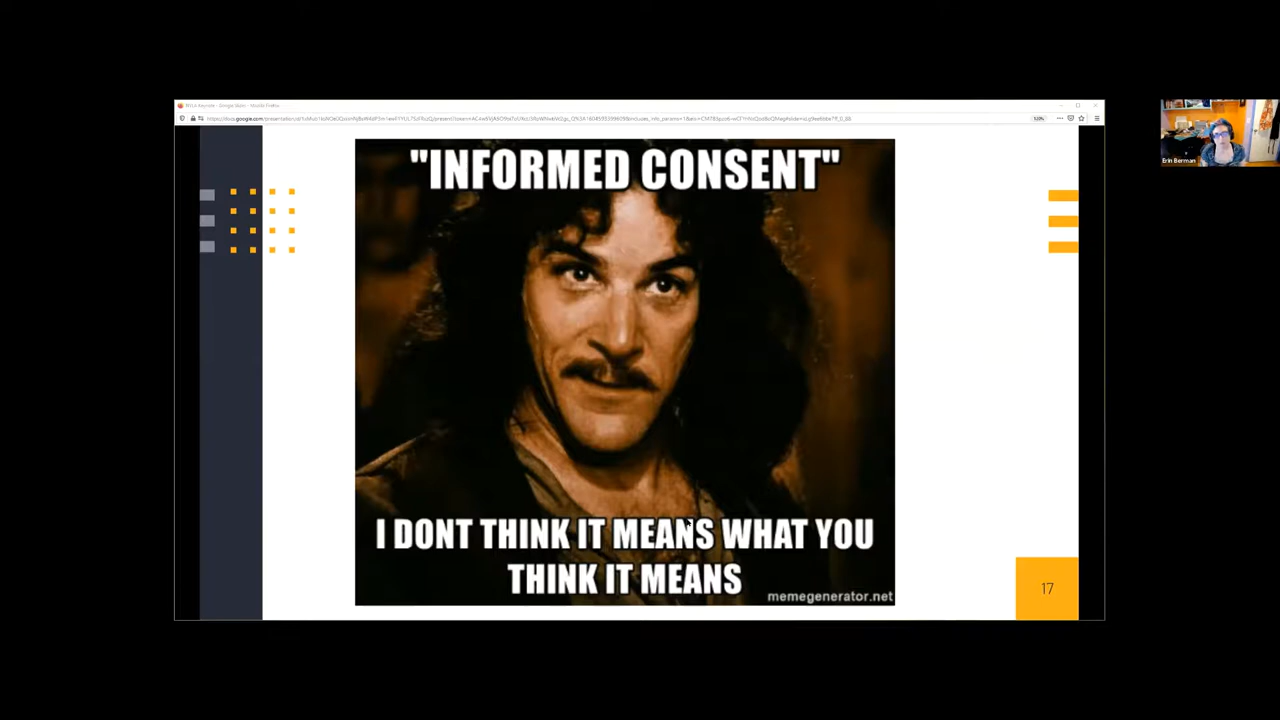 "INFORMED CONSENT"
I DONT THINK IT MEANS WHAT YOU
THINK IT MEANS
memegenerator.net
17
Erin Berman